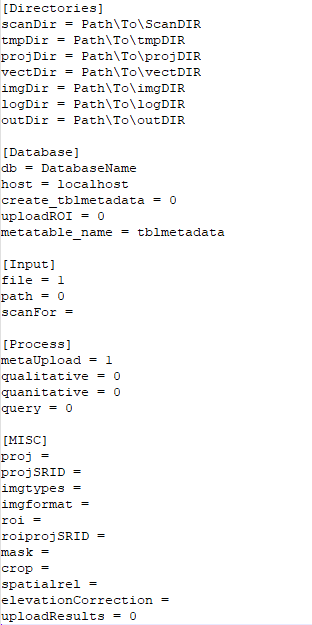 [Directories]
scanDir = Path\To\ScanDIR
tmpDir = Path\To\tmpDIR
projDir = Path\To\projDIR
vectDir = Path\To\vectDIR
imgDir = Path\To\imgDIR
logDir = Path\To\logDIR
outDir = Path\To\outDIR

[Database]
db = DatabaseName
host = localhost
create_tblmetadata = 0
uploadROI = 0
metatable_name = tblmetadata

[Input]
file = 1
path = 0
scanFor =

[Process]
metaUpload = 1
qualitative = 0
quanitative = 0
query = 0

[MISC]
proj =
projSRID =
imgtypes =
imgformat =
roi =
roiprojSRID =
mask =
crop =
spatialrel =
elevationCorrection =
uploadResults = 0